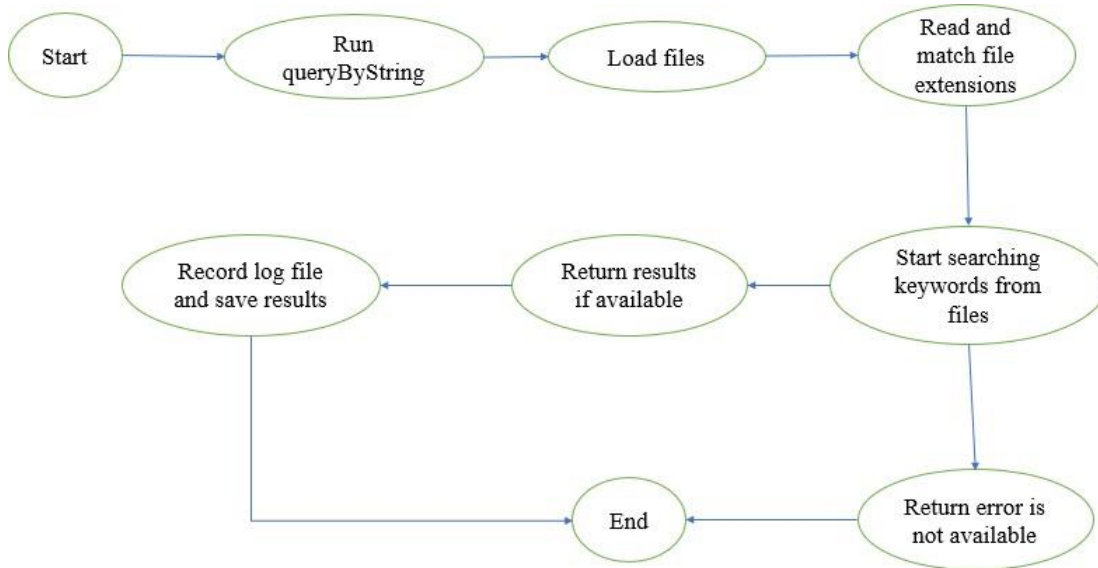 Start
Run
queryByString
Load files
Read and
match file
extensions
Start searching
keywords from
files
Return results
if available
Record log file
and save results
Return error is
not available
End